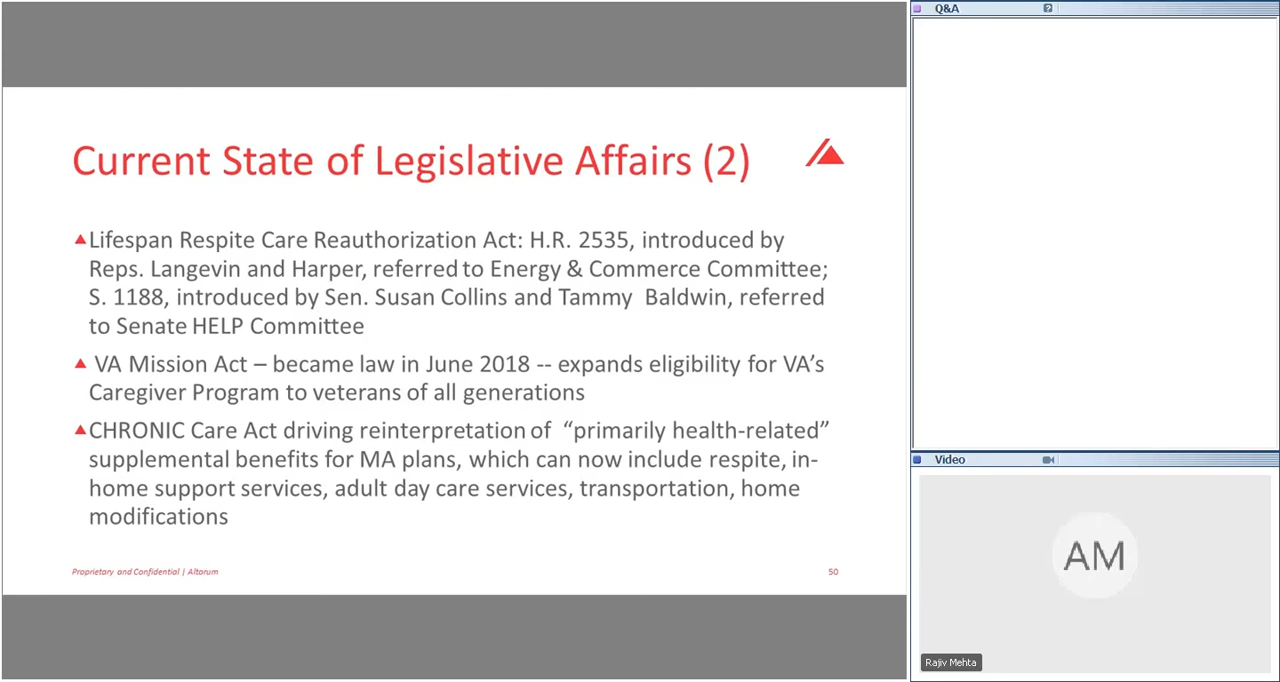 Q&A
Current State of Legislative Affairs (2)
Lifespan Respite Care Reauthorization Act: H.R. 2535, introduced by
Reps. Langevin and Harper, referred to Energy & Commerce Committee;
S. 1188, introduced by Sen. Susan Collins and Tammy Baldwin, referred
to Senate HELP Committee
VA Mission Act – became law in June 2018 -- expands eligibility for VA’s
Caregiver Program to veterans of all generations
CHRONIC Care Act driving reinterpretation of “primarily health-related”
supplemental benefits for MA plans, which can now include respite, in-
home support services, adult day care services, transportation, home
modifications
Proprietary and Confidential | Altarum
50
Video
AM
Rajiv Mehta